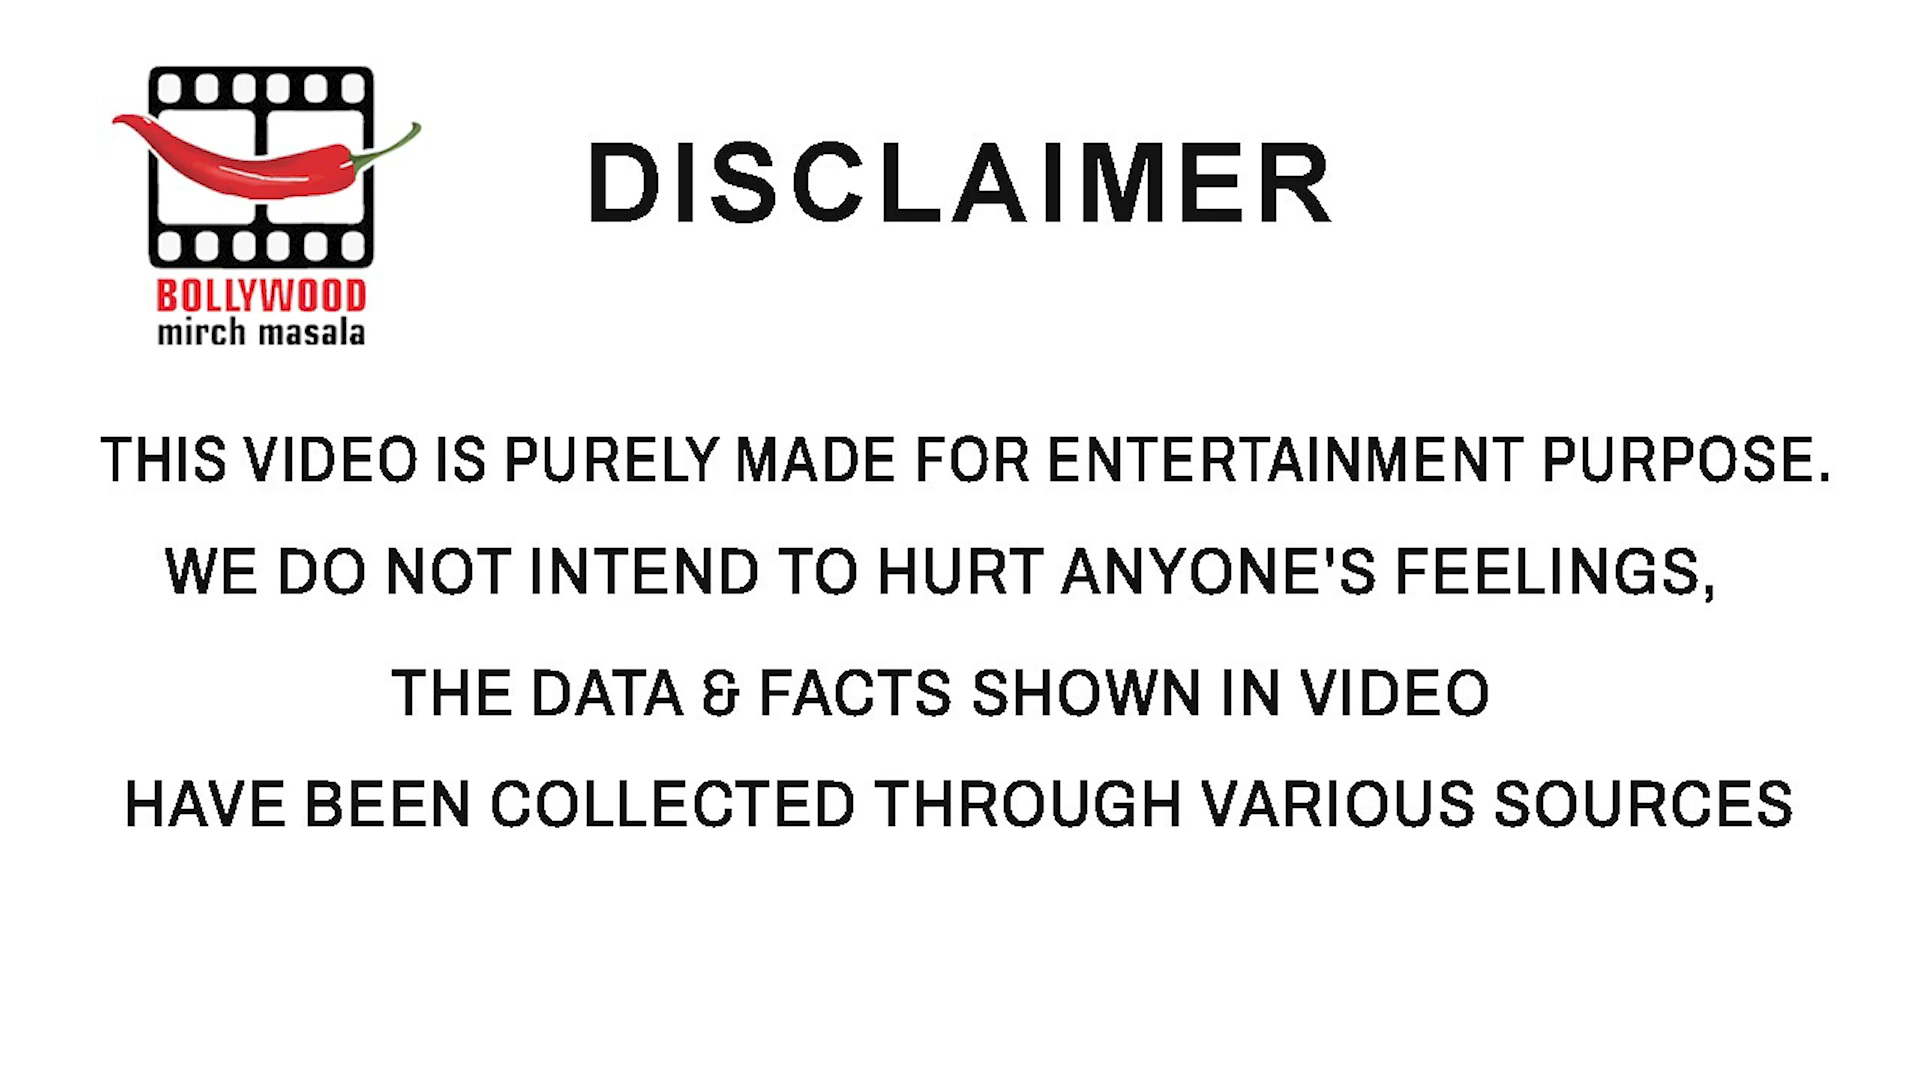 BOLLYWOOD
mirch masala
DISCLAIMER
THIS VIDEO IS PURELY MADE FOR ENTERTAINMENT PURPOSE.
WE DO NOT INTEND TO HURT ANYONE'S FEELINGS,
THE DATA & FACTS SHOWN IN VIDEO
HAVE BEEN COLLECTED THROUGH VARIOUS SOURCES